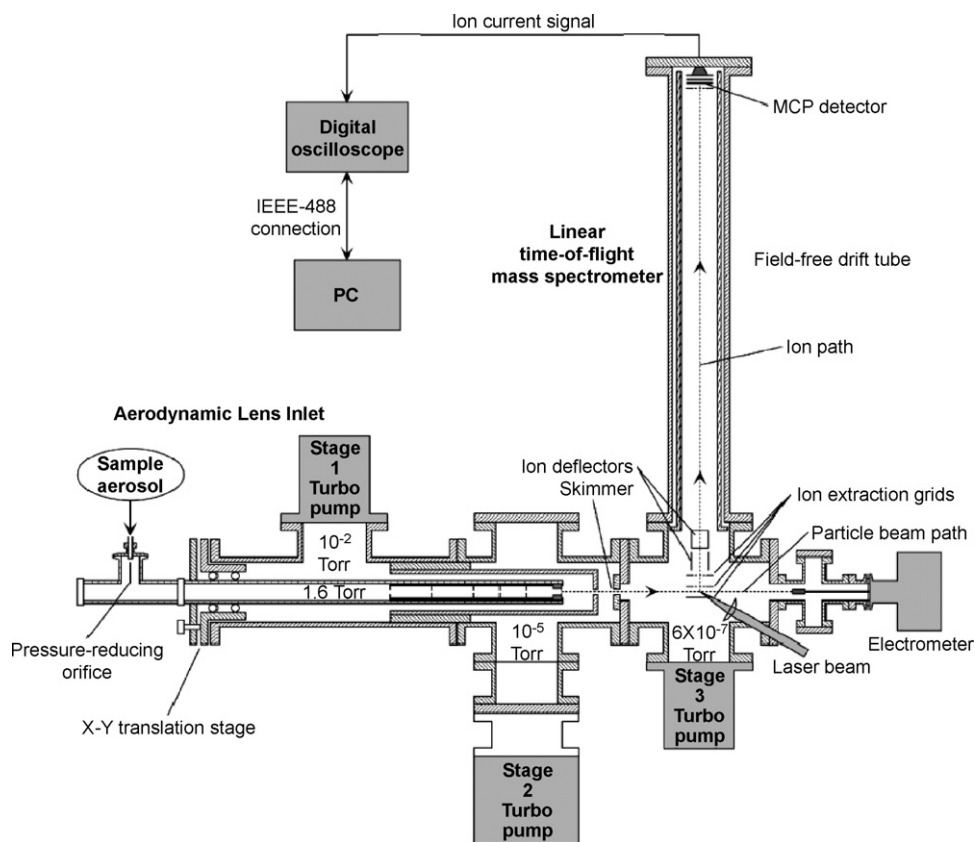 Ion current signal
MCP detector
Digital
oscilloscope
IEEE-488
connection
PC
Linear
time-of-flight
mass spectrometer
Field-free drift tube
Ion path
Aerodynamic Lens Inlet
Sample
aerosol
Stage
1
Turbo
pump
Ion deflectors
Skimmer
Ion extraction grids
Particle beam path
10-2
Torr
1.6 Torr
10-5
Torr
6X10-7
Torr
Pressure-reducing
orifice
X-Y translation stage
Stage
2
Turbo
pump
Stage
3
Turbo
pump
Laser beam
Electrometer